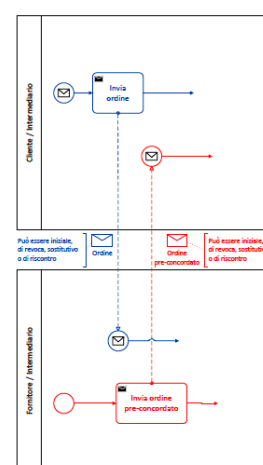 Cliente / Intermediario
Invia
ordine
Può essere iniziale,
di revoca, sostitutivo
o di riscontro
Ordine
Ordine
pre-concordato
Può essere iniziale,
di revoca, sostitutivo
o di riscontro
Fornitore / Intermediario
Invia ordine
pre-concordato